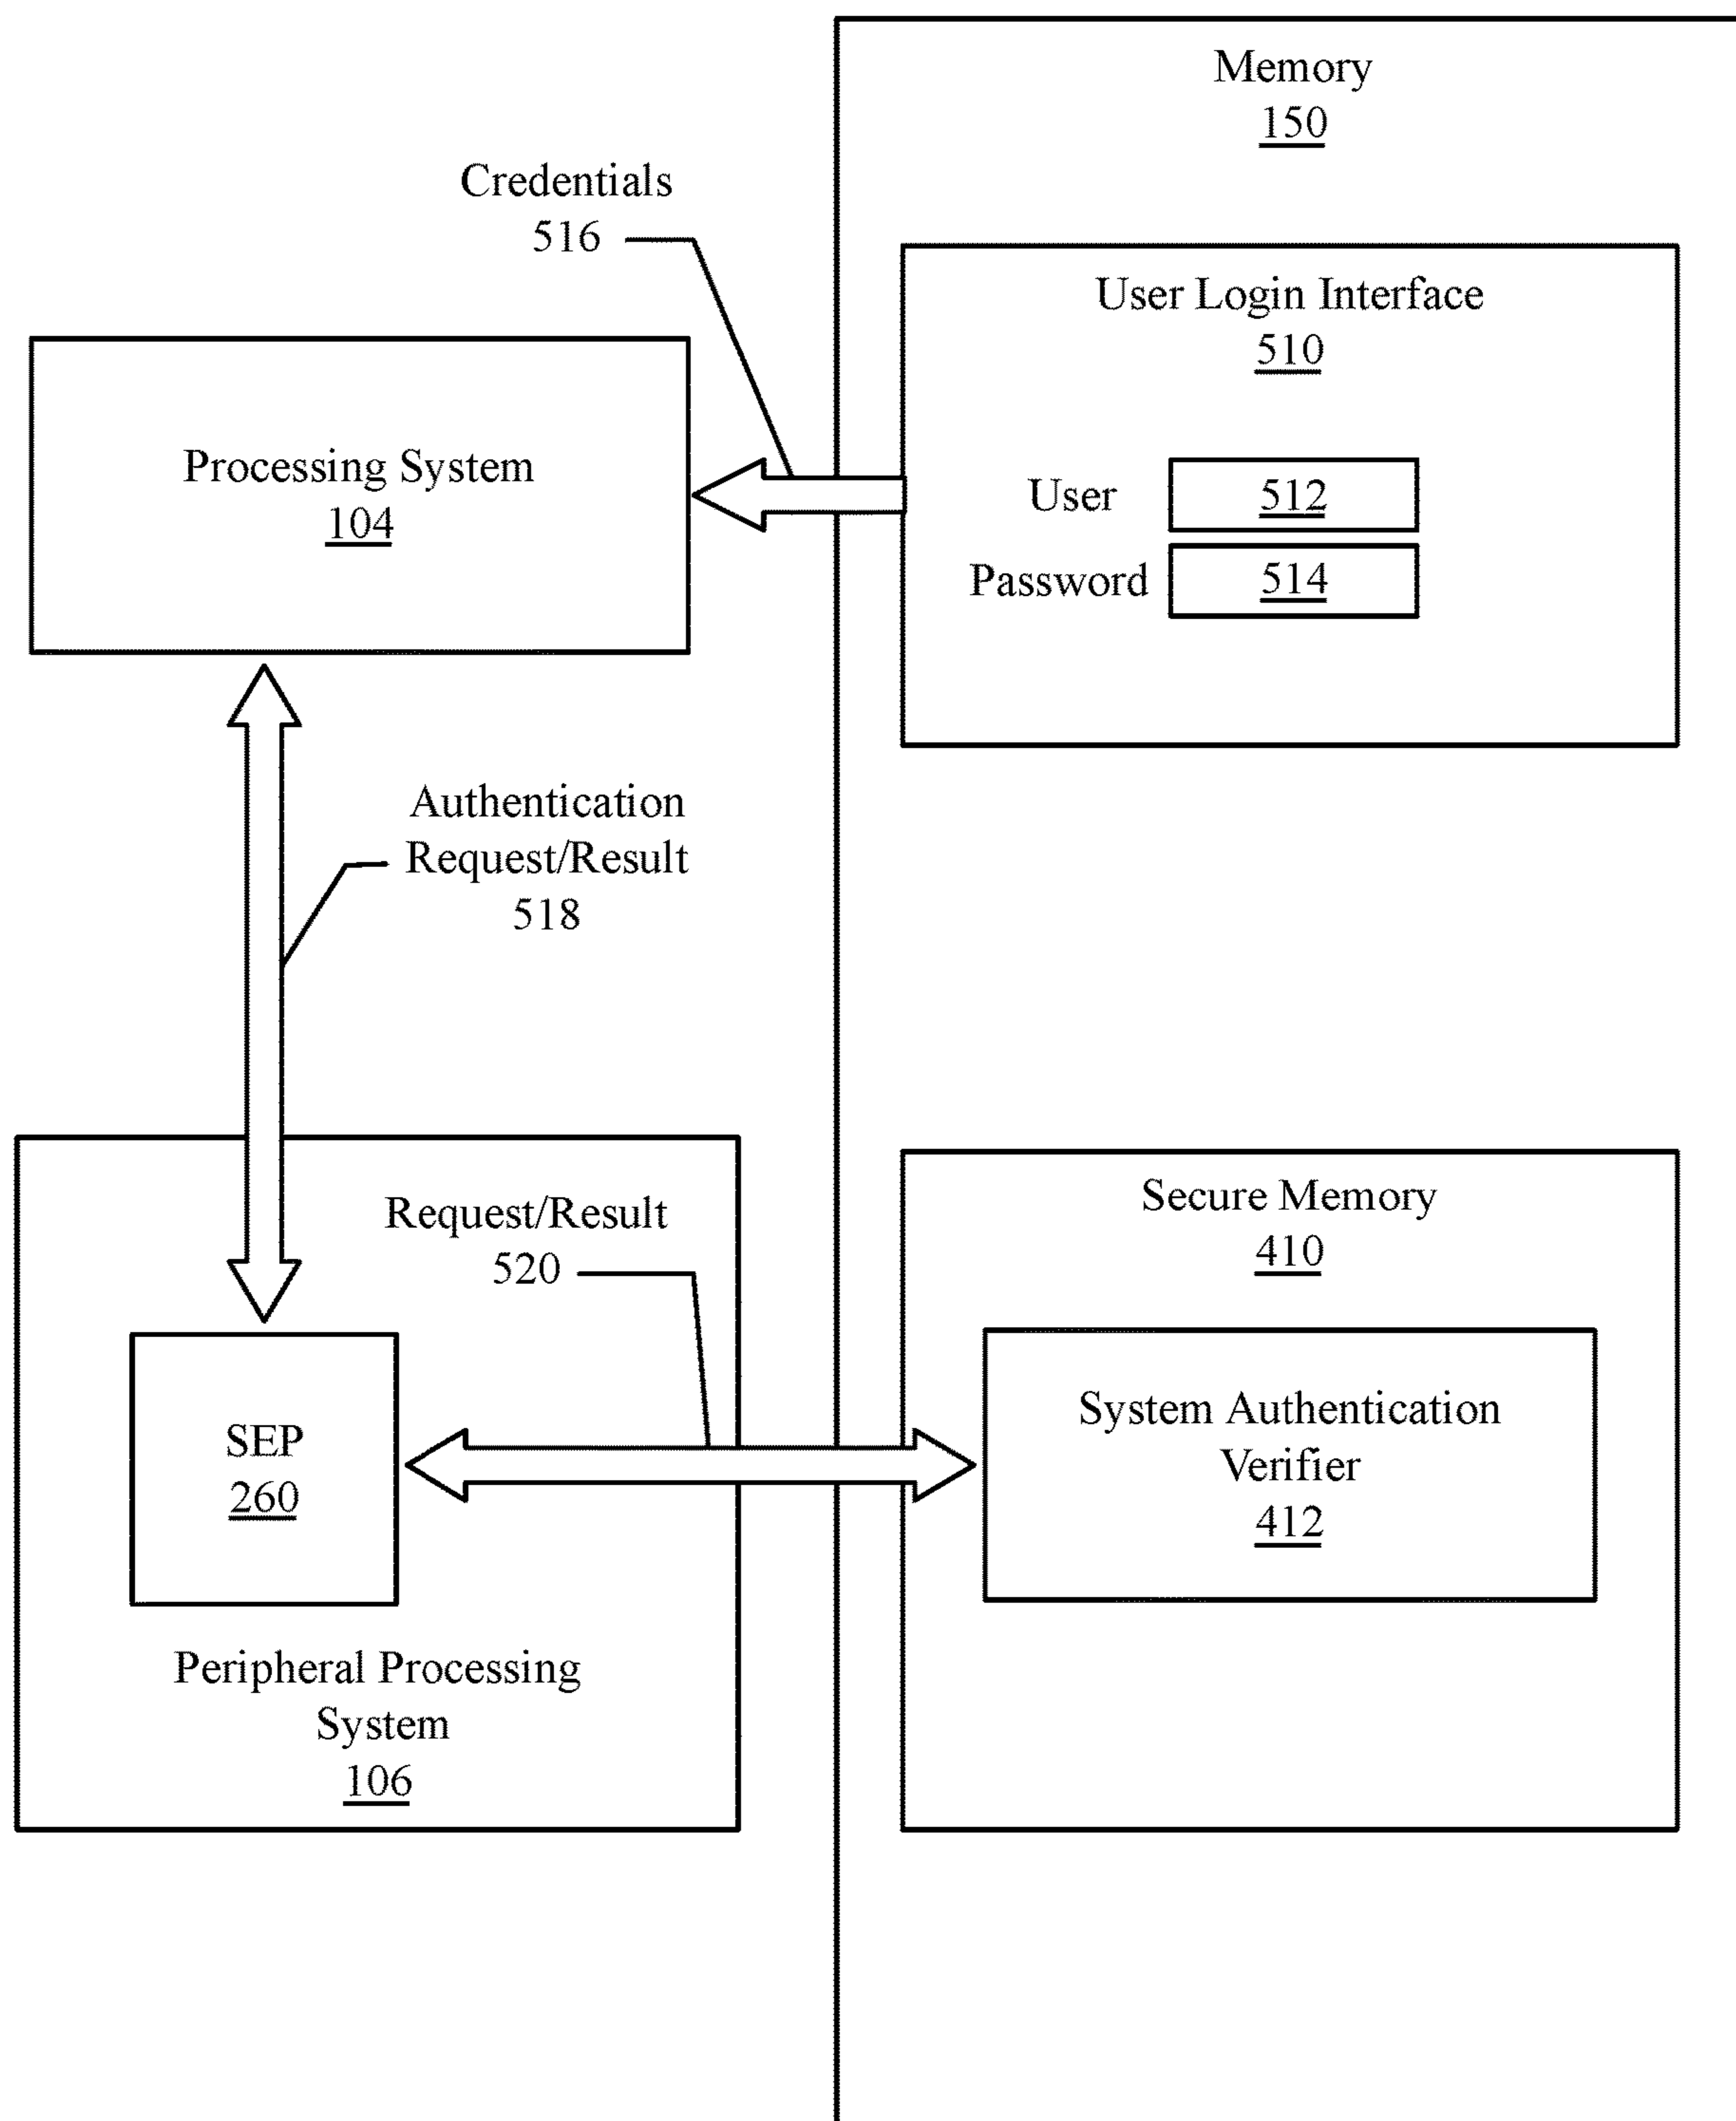 Memory
150
Credentials
516
User Login Interface
510
Processing System
104
User
512
Password
514
Authentication
Request/Result
518
Secure Memory
410
Request/Result
520
System Authentication
Verifier
412
SEP
260
Peripheral Processing
System
106